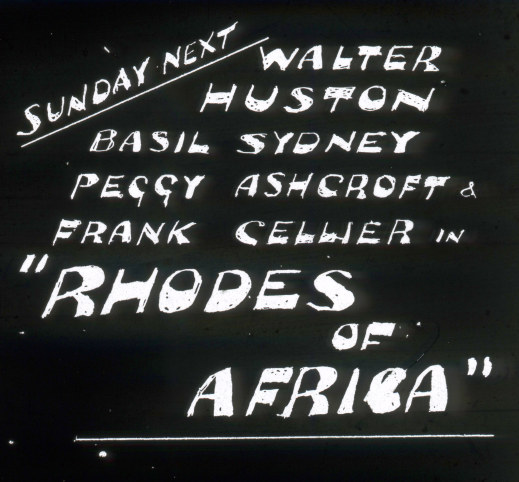 SUNDAY NEXT
WALTER
HUSTON
BASIL SYDNEY
PEGGY ASHCROFT &
FRANK CELLIER IN
"RHODES
OF
AFRICA"